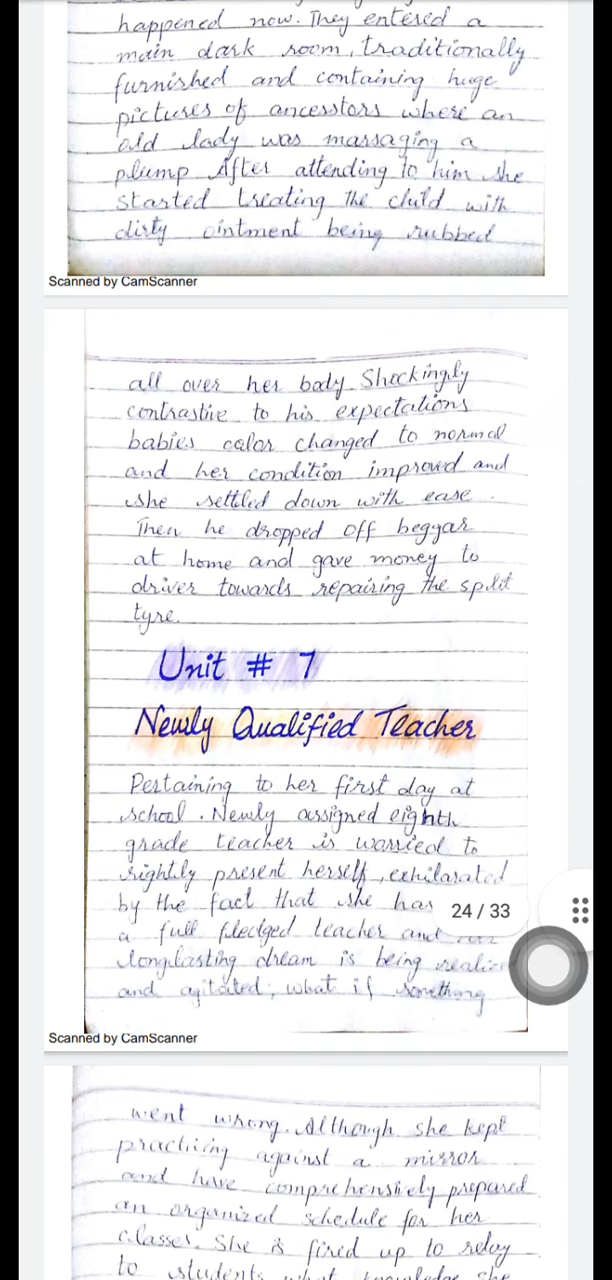 happened now. They entered a
main dark room, traditionally
furnished and containing huge
pictures of ancesstors where an
old lady was massaging a
plump After attending to him she
started treating the child with
dirty ointment being rubbed
Scanned by CamScanner
all over her body Shockingly
contrastive to his expectations
babies color changed to normal
and her condition improved and
she settled down with ease.
Then he dropped off beggar
at home and gave money to
driver towards repairing the split
tyre.
Unit # 7
Newly Qualified Teacher
Pertaining to her first day at
school. Newly assigned eighth
grade teacher is worried to
rightly present herself, exhilarated
by the fact that she has
24 / 33
a full fledged teacher and
longlasting dream is being
and agitated, what if something
Scanned by CamScanner
went wrong. Although she kept
practicing against a mirror
and have comprehensively prepared
an organized schedule for her
classes. She is fired up to relay
to students what knowledge she